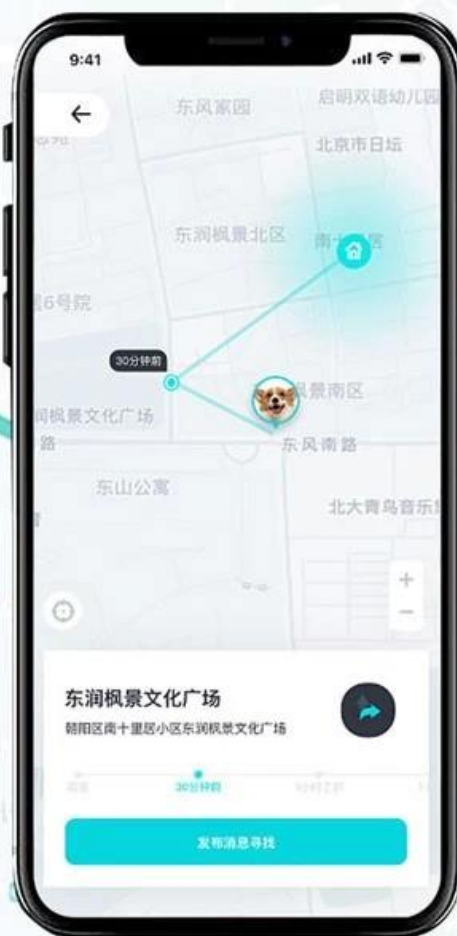 9:41
东风家园
启明双语幼儿园
北京市日坛
东润枫景北区
6号院
30分钟前
枫景南区
润枫景文化广场
路
东风南路
东山公寓
北大青鸟音乐
+
−
东润枫景文化广场
朝阳区南十里居小区东润枫景文化广场
30分钟前
发布消息寻找